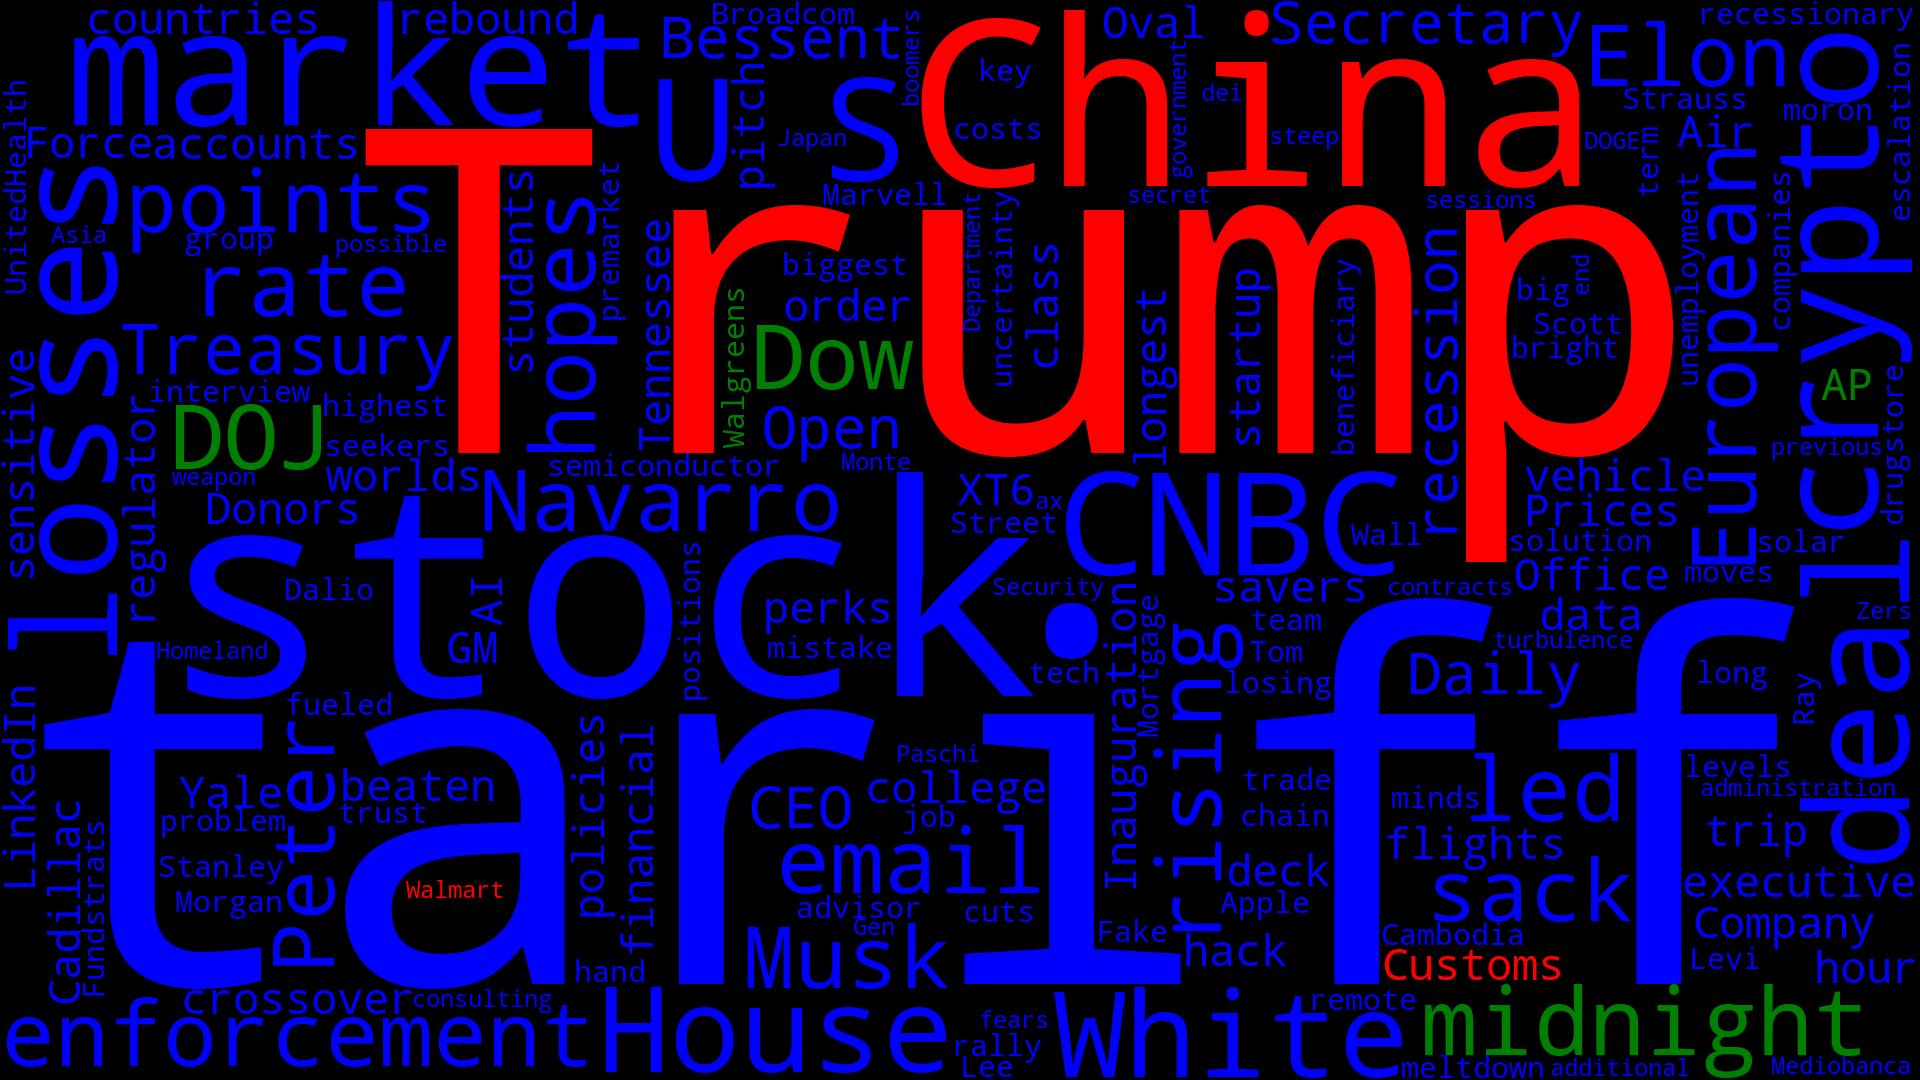 countries
rebound
Broadcom
boomers
Oval
Secretary
recessionary
market
Bessent
China
Elon
crypto
key
government
dei
Strauss
moron
escalation
UnitedHealth
U S
pitch
Japan
costs
steep
DOGE
term
Air
Force
accounts
Trump
losses
points
students
hopes
premarket
Marvell
secret
sessions
unemployment
European
companies
Asia
group
possible
Tennessee
biggest
Department
uncertainty
class
longest
startup
beneficiary
recession
big
end
rate
order
Scott
bright
Treasury
Walgreens
Dow
AP
drugstore
sensitive
interview
regulator
DOJ
highest
Open
seekers
semiconductor
Monte
previous
weapon
worlds
Navarro
XT6
ax
CNBC
vehicle
Donors
Street
Wall
Prices
stock
solution
solar
Dalio
AI
positions
Security
savers
contracts
Office
moves
perks
Inauguration
Mortgage
rising
team
data
Zers
deal
Homeland
GM
mistake
tech
Tom
turbulence
tariff
losing
Daily
long
Ray
LinkedIn
fueled
Peter
policies
financial
Paschi
Yale
beaten
CEO
college
trade
minds
led
levels
administration
Cadillac
Fundstrats
problem
trust
job
chain
flights
trip
Stanley
email
deck
sack
executive
Morgan
Walmart
advisor
cuts
Apple
Gen
Fake
Cambodia
Company
Musk
hack
Customs
Levi
hour
hand
crossover
consulting
remote
enforcement
House
fears
White
midnight
rally
Lee
meltdown
additional
Mediobanca